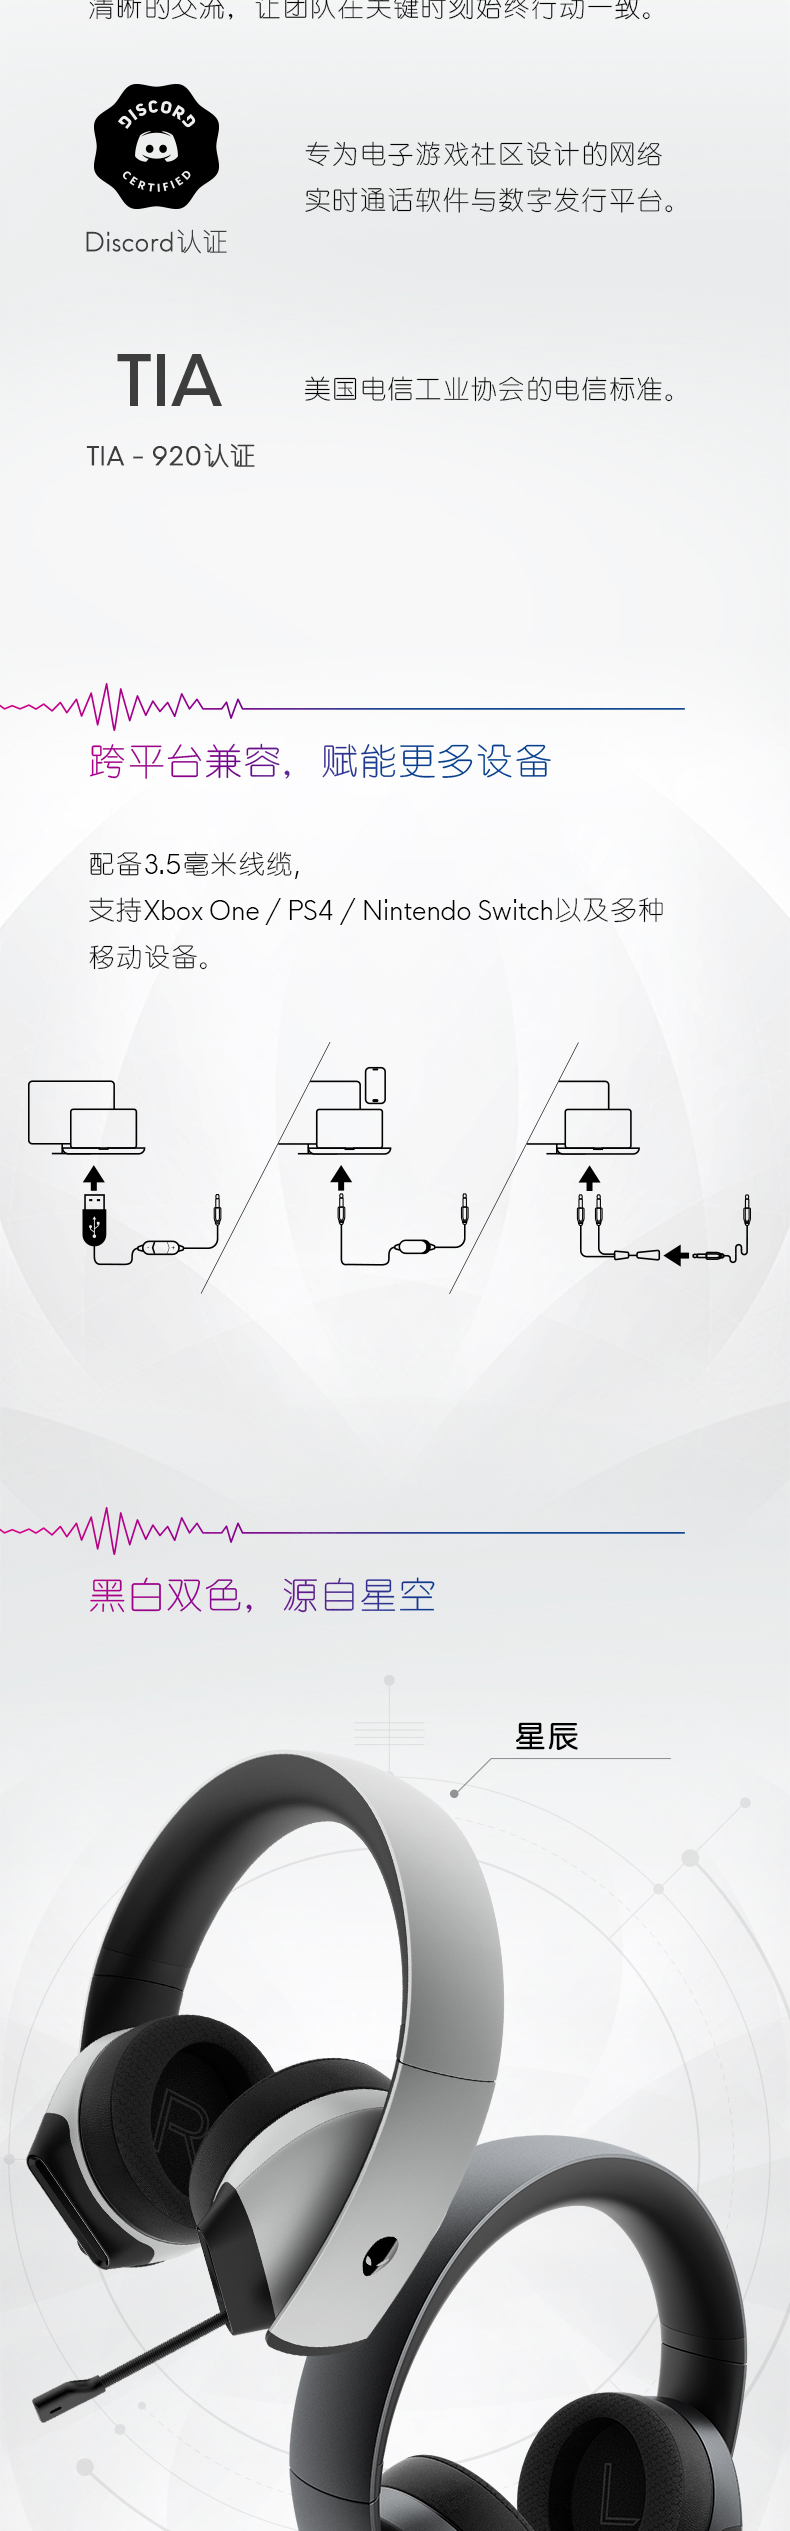 清晰的交流，让团队在关键时刻始终行动一致。
DISCORD
CERTIFIED
专为电子游戏社区设计的网络
实时通话软件与数字发行平台。
Discord认证
TIA
美国电信工业协会的电信标准。
TIA - 920认证
跨平台兼容，赋能更多设备
配备3.5毫米线缆,
支持Xbox One / PS4 / Nintendo Switch以及多种
移动设备。
黑白双色，源自星空
星辰
R
L